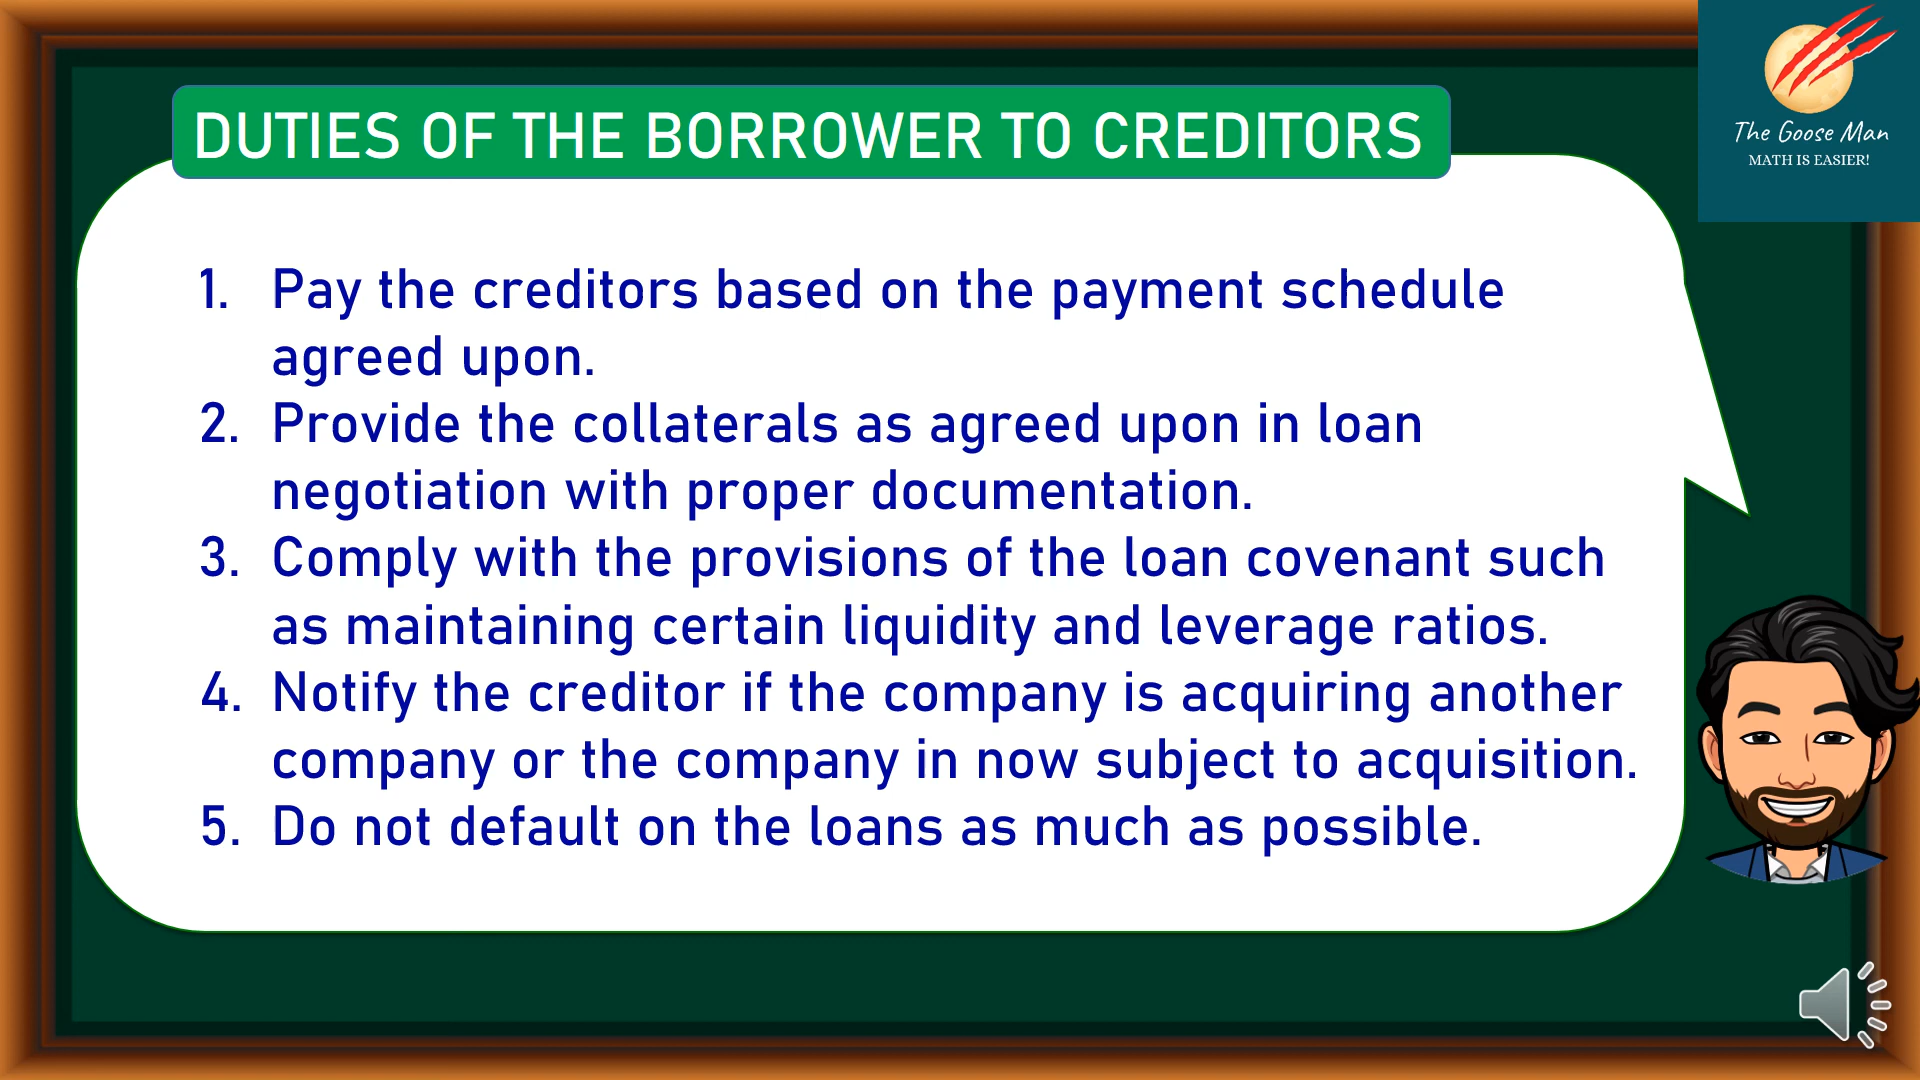 The Goose Man
MATH IS EASIER!
DUTIES OF THE BORROWER TO CREDITORS
1. Pay the creditors based on the payment schedule
agreed upon.
2. Provide the collaterals as agreed upon in loan
negotiation with proper documentation.
3. Comply with the provisions of the loan covenant such
as maintaining certain liquidity and leverage ratios.
4. Notify the creditor if the company is acquiring another
company or the company in now subject to acquisition.
5. Do not default on the loans as much as possible.